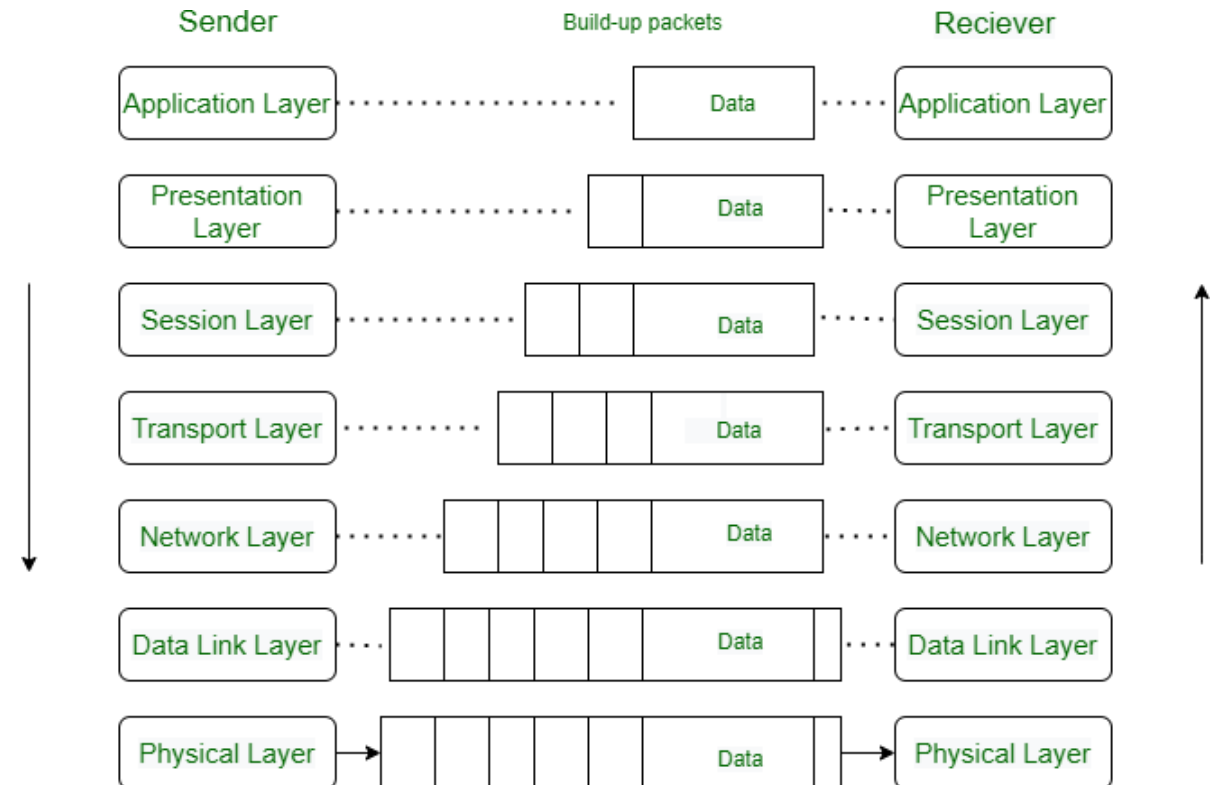 Sender Build-up packets Reciever
Application Layer Data Application Layer
Presentation
Layer
Data
Presentation
Layer
Session Layer Data Session Layer
Transport Layer Data Transport Layer
Network Layer Data Network Layer
Data Link Layer Data Data Link Layer
Physical Layer Data Physical Layer